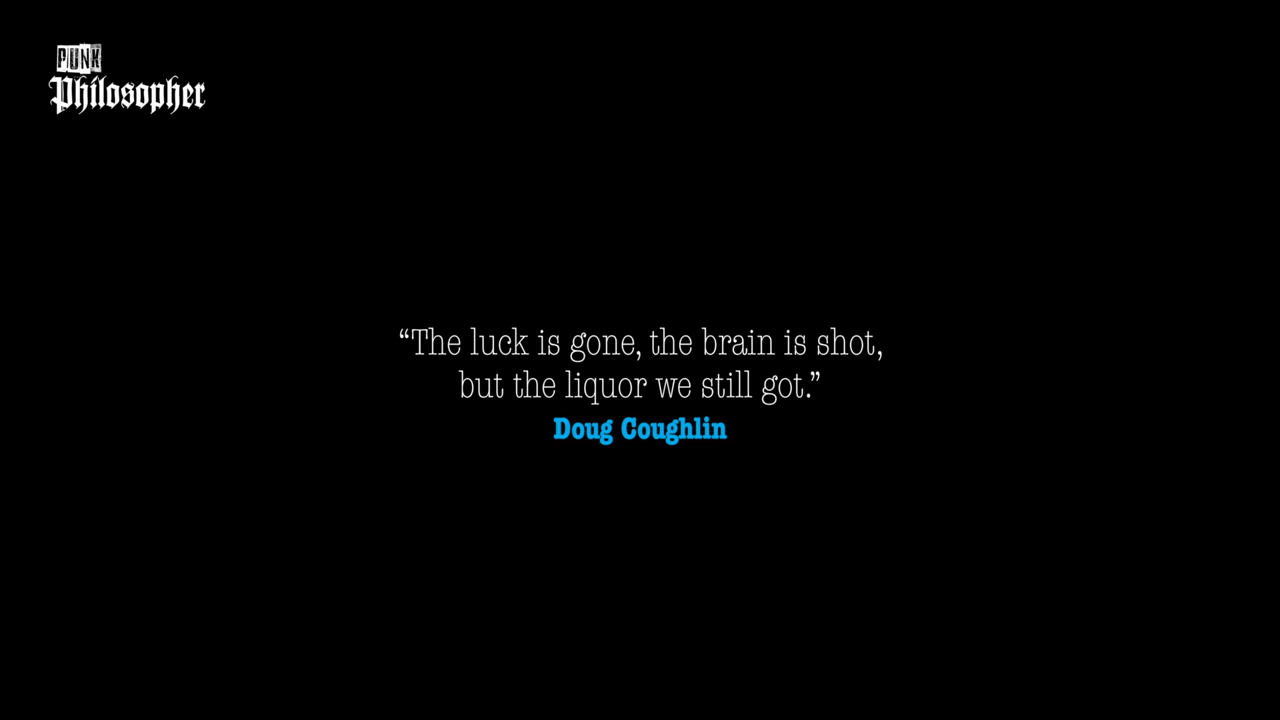 PUNK
Philosopher
“The luck is gone, the brain is shot,
but the liquor we still got.”
Doug Coughlin